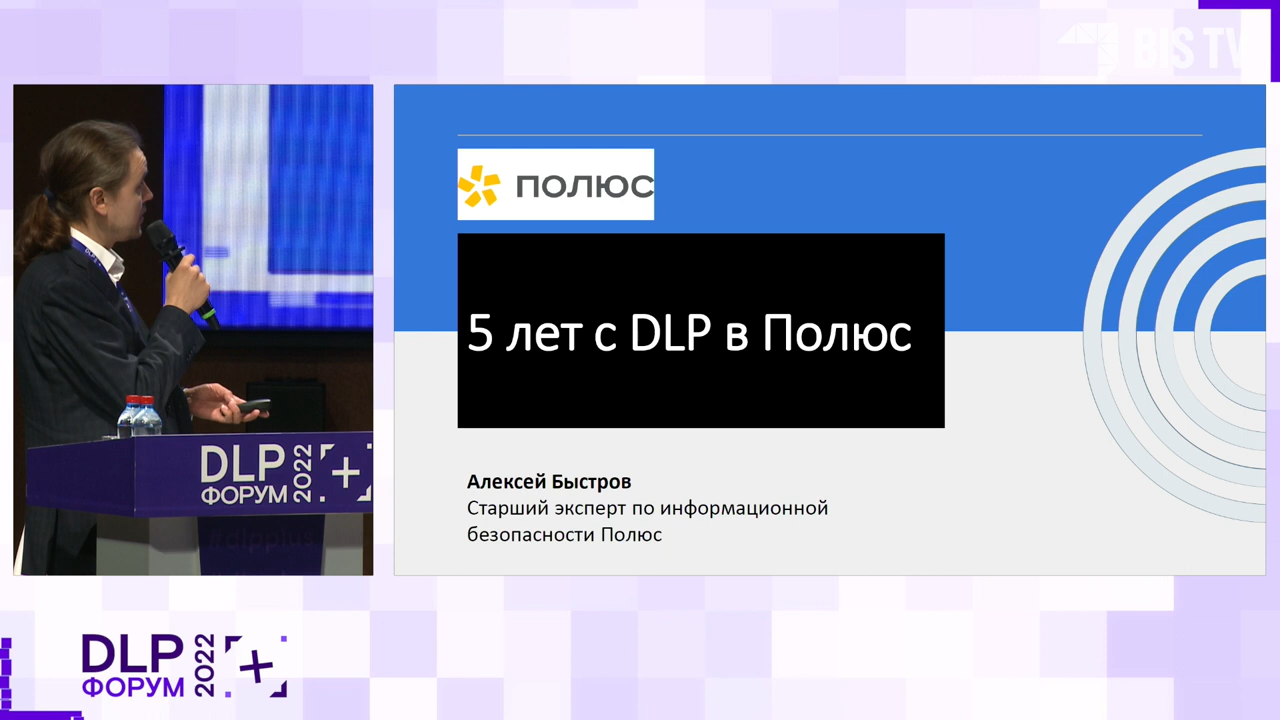 BIS TV
ПОЛЮС
5 лет с DLP в Полюс
Алексей Быстров
Старший эксперт по информационной
безопасности Полюс
DLP
ФОРУМ
2022
#dlpplus
DLP
ФОРУМ
2022